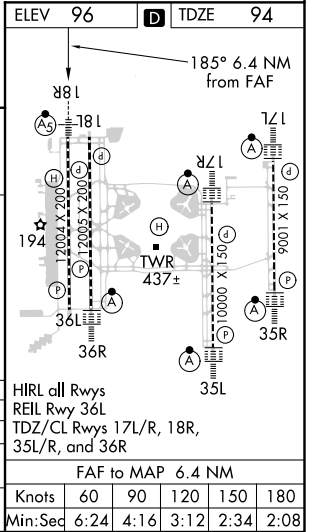 ELEV 96
D
TDZE 94
185° 6.4 NM
from FAF
18R
A5
18L
17L
A
17R
A
P
P
P
H
H
P
12004 X 200
12005 X 200
194
TWR
437±
10000 X 150
9001 X 150
P
P
P
P
36L
A
36R
A
35R
A
35L
HIRL all Rwys
REIL Rwy 36L
TDZ/CL Rwys 17L/R, 18R,
35L/R, and 36R
FAF to MAP 6.4 NM
Knots 60 90 120 150 180
Min:Sec 6:24 4:16 3:12 2:34 2:08